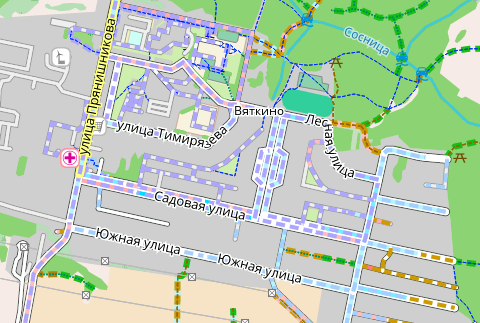 Сосница
улица Прянишникова
Вяткино
Лесная улица
улица Тимирязева
Садовая улица
Южная улица
Южная улица